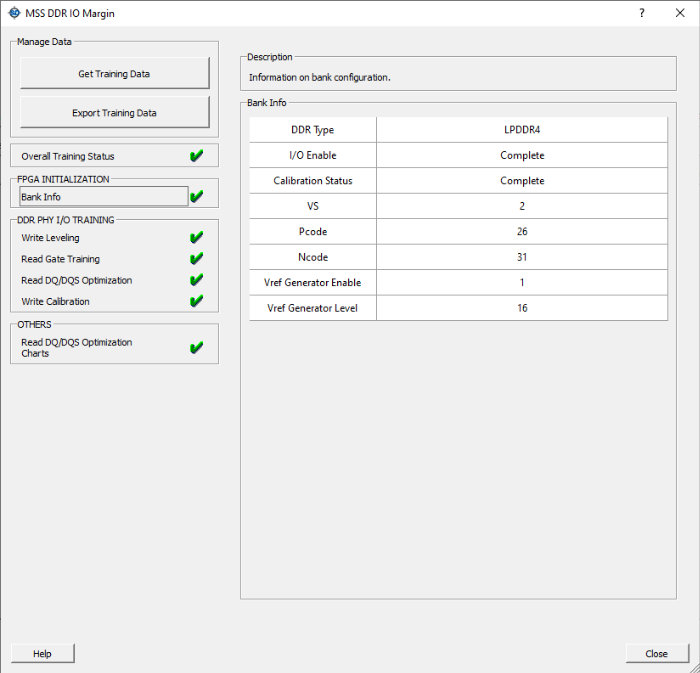 MSS DDR IO Margin
?
Manage Data
Get Training Data
Export Training Data
Overall Training Status
FPGA INITIALIZATION
Bank Info
DDR PHY I/O TRAINING
Write Leveling
Read Gate Training
Read DQ/DQS Optimization
Write Calibration
OTHERS
Read DQ/DQS Optimization
Charts
Description
Information on bank configuration.
Bank Info
DDR Type LPDDR4
I/O Enable Complete
Calibration Status Complete
VS 2
Pcode 26
Ncode 31
Vref Generator Enable 1
Vref Generator Level 16
Help
Close